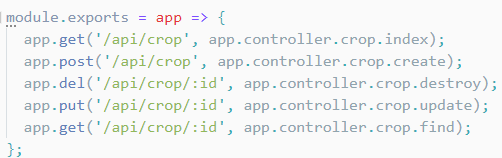 module.exports = app => {
  app.get('/api/crop', app.controller.crop.index);
  app.post('/api/crop', app.controller.crop.create);
  app.del('/api/crop/:id', app.controller.crop.destroy);
  app.put('/api/crop/:id', app.controller.crop.update);
  app.get('/api/crop/:id', app.controller.crop.find);
};